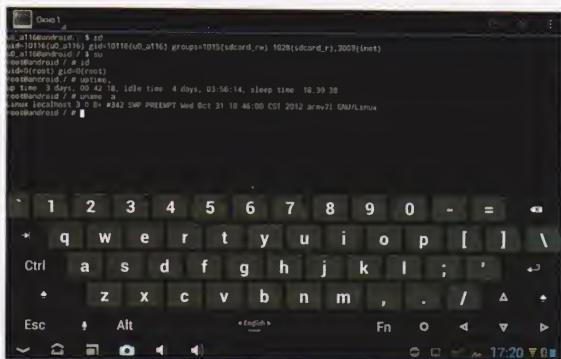 Окно 1
u0_a116@android:/ $ id
uid=10116(u0_a116) gid=10116(u0_a116) groups=1015(sdcard_rw) 1028(sdcard_r),3003(inet)
u0_a116@android / $ su
root@android / # id
uid=0(root) gid=0(root)
root@android / # uptime
up time 3 days, 00 42 18, idle time 4 days, 03:56:14, sleep time 18.39 38
root@android / # uname a
Linux localhost 3 0 8+ #342 SMP PREEMPT Wed Oct 31 10 46:00 CST 2012 armv7l GNU/Linux
root@android / #
` 1 2 3 4 5 6 7 8 9 0 - =
q w e r t y u i o p [ ] \
Ctrl a s d f g h j k l ; '
z x c v b n m , . /
Esc Alt English Fn
17:20